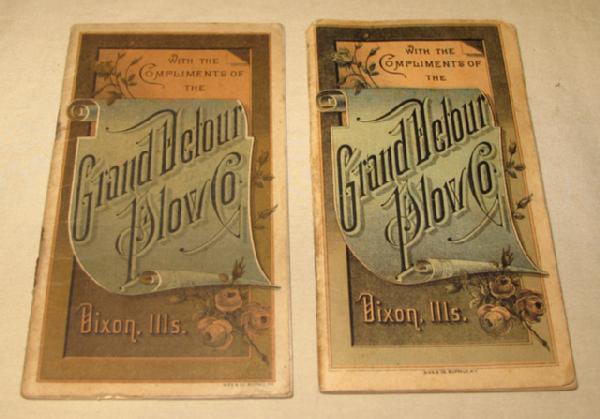 WITH THE
COMPLIMENTS OF
THE
Grand Detour
Plow Co.
Dixon, Ills.
WITH THE
COMPLIMENTS OF
THE
Grand Detour
Plow Co.
Dixon, Ills.